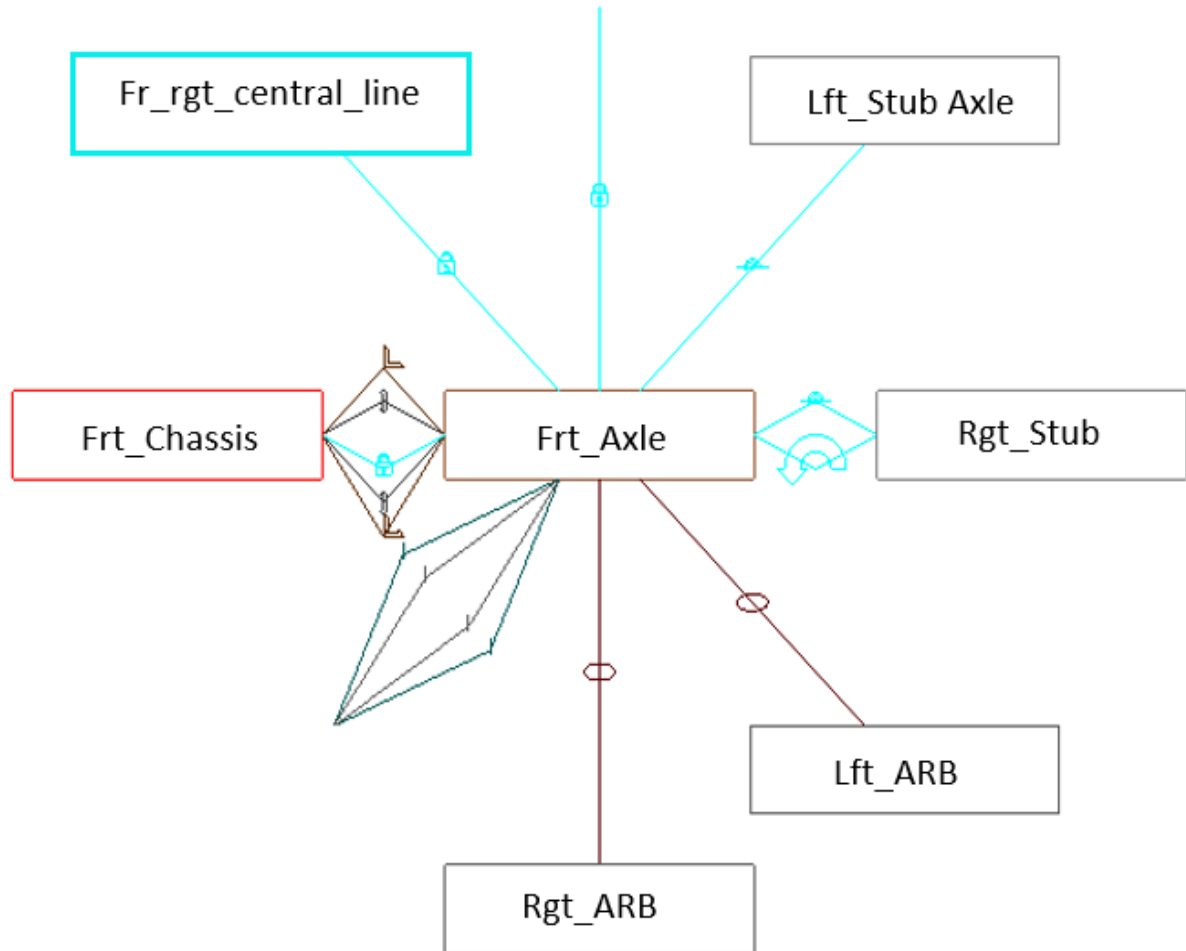 Fr_rgt_central_line
Lft_Stub Axle
Frt_Chassis
Frt_Axle
Rgt_Stub
Lft_ARB
Rgt_ARB